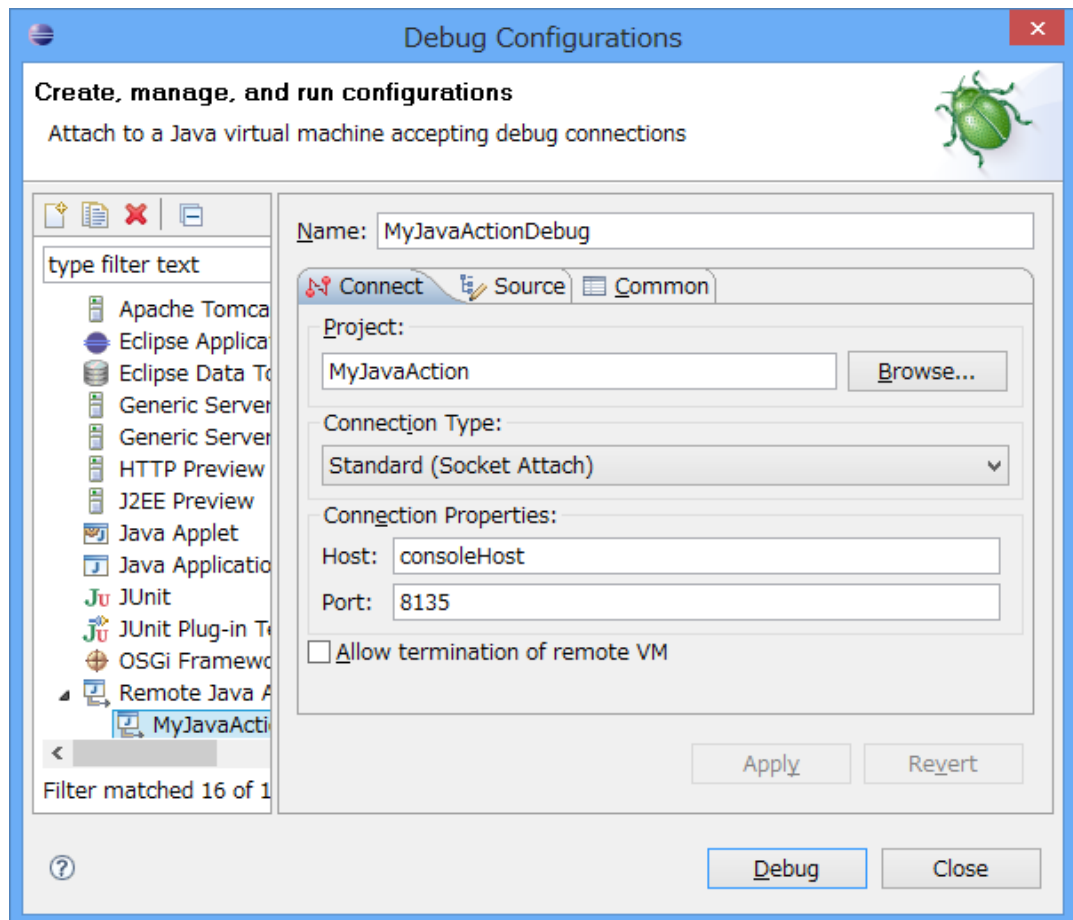 Debug Configurations
Create, manage, and run configurations
Attach to a Java virtual machine accepting debug connections
type filter text
Apache Tomca
Eclipse Applica
Eclipse Data To
Generic Server
Generic Server
HTTP Preview
J2EE Preview
Java Applet
Java Applicatio
JUnit
JUnit Plug-in Te
OSGi Framewo
Remote Java A
MyJavaActi
Filter matched 16 of 1
Name: MyJavaActionDebug
Connect Source Common
Project:
MyJavaAction Browse...
Connection Type:
Standard (Socket Attach)
Connection Properties:
Host: consoleHost
Port: 8135
Allow termination of remote VM
Apply Revert
Debug Close